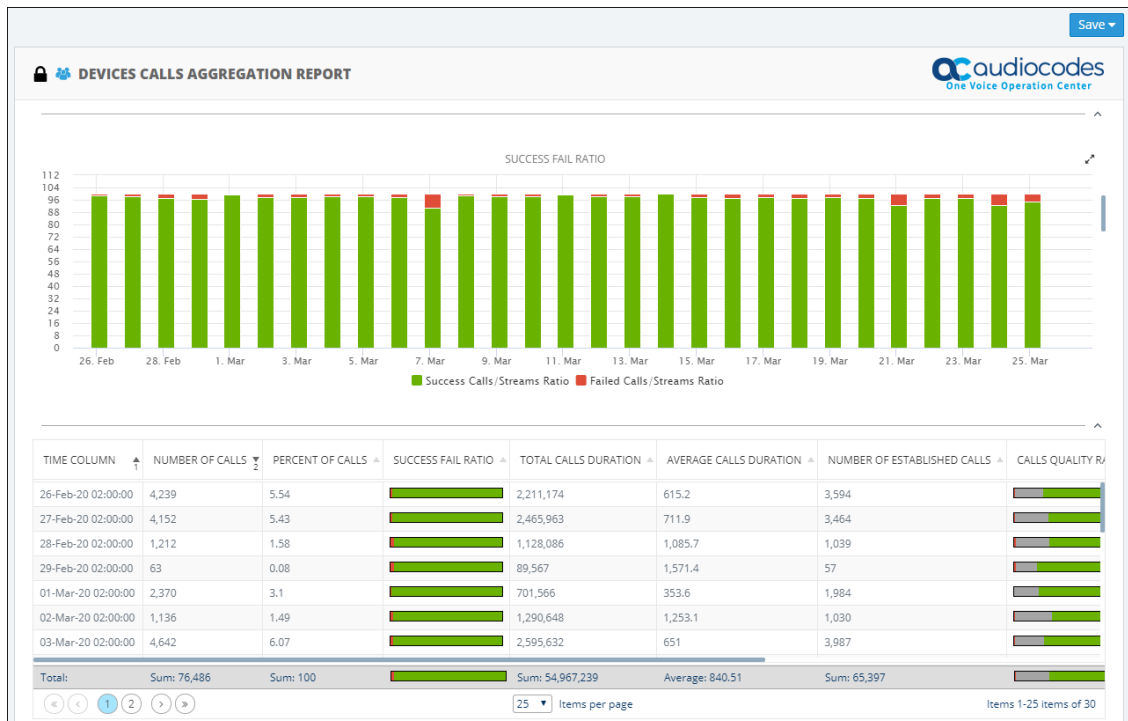 Save
DEVICES CALLS AGGREGATION REPORT
audiocodes
One Voice Operation Center
SUCCESS FAIL RATIO
112
104
96
88
80
72
64
56
48
40
32
24
16
8
0
26. Feb 28. Feb 1. Mar 3. Mar 5. Mar 7. Mar 9. Mar 11. Mar 13. Mar 15. Mar 17. Mar 19. Mar 21. Mar 23. Mar 25. Mar
Success Calls/Streams Ratio Failed Calls/Streams Ratio
TIME COLUMN 1 NUMBER OF CALLS 2 PERCENT OF CALLS SUCCESS FAIL RATIO TOTAL CALLS DURATION AVERAGE CALLS DURATION NUMBER OF ESTABLISHED CALLS CALLS QUALITY RA
26-Feb-20 02:00:00 4,239 5.54 2,211,174 615.2 3,594
27-Feb-20 02:00:00 4,152 5.43 2,465,963 711.9 3,464
28-Feb-20 02:00:00 1,212 1.58 1,128,086 1,085.7 1,039
29-Feb-20 02:00:00 63 0.08 89,567 1,571.4 57
01-Mar-20 02:00:00 2,370 3.1 701,566 353.6 1,984
02-Mar-20 02:00:00 1,136 1.49 1,290,648 1,253.1 1,030
03-Mar-20 02:00:00 4,642 6.07 2,595,632 651 3,987
Total: Sum: 76,486 Sum: 100 Sum: 54,967,239 Average: 840.51 Sum: 65,397
« ‹ 1 2 › » 25 Items per page Items 1-25 items of 30